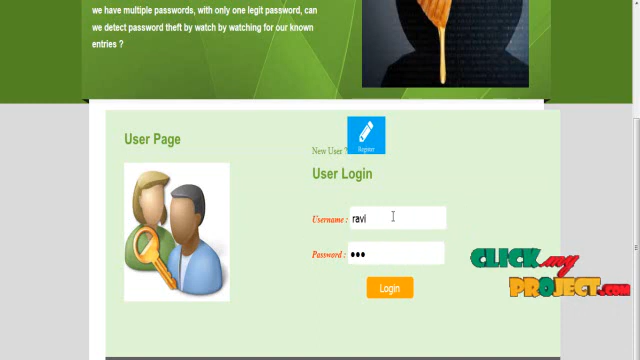 we have multiple passwords, with only one legit password, can
we detect password theft by watch by watching for our known
entries ?
User Page
New User ?
Register
User Login
Username : ravi
Password : •••
Login
CLICK my
PROJECT.COM